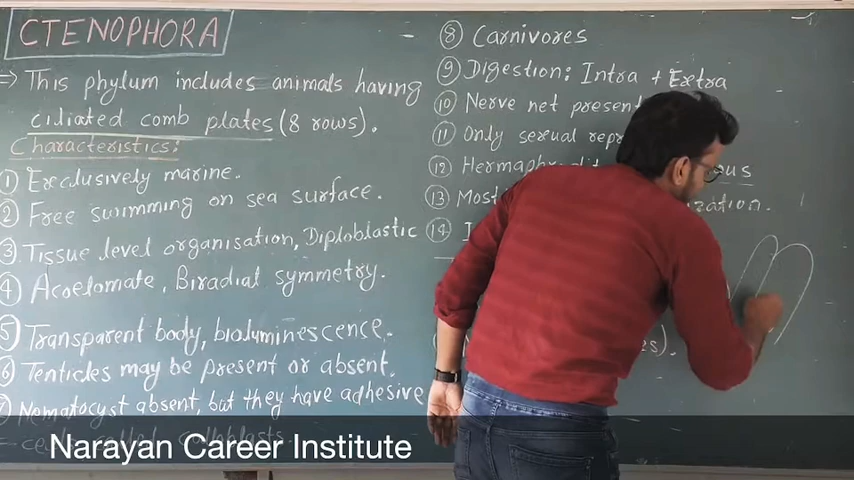 CTENOPHORA
⇒ This phylum includes animals having
ciliated comb plates (8 rows).
Characteristics:
① Exclusively marine.
② Free swimming on sea surface.
③ Tissue level organisation, Diploblastic
④ Acoelomate, Biradial symmetry.
⑤ Transparent body, bioluminescence.
⑥ Tenticles may be present or absent.
⑦ Nematocyst absent, but they have adhesive
cells called colloblasts.
⑧ Carnivores
⑨ Digestion: Intra + Extra
⑩ Nerve net present
⑪ Only sexual
⑫
⑬
⑭
Narayan Career Institute